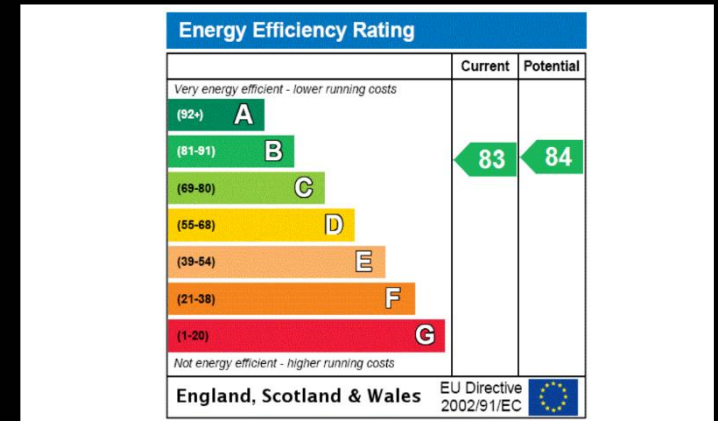 Energy Efficiency Rating
Current Potential
Very energy efficient - lower running costs
(92+) A
(81-91) B
83 84
(69-80) C
(55-68) D
(39-54) E
(21-38) F
(1-20) G
Not energy efficient - higher running costs
England, Scotland & Wales
EU Directive
2002/91/EC